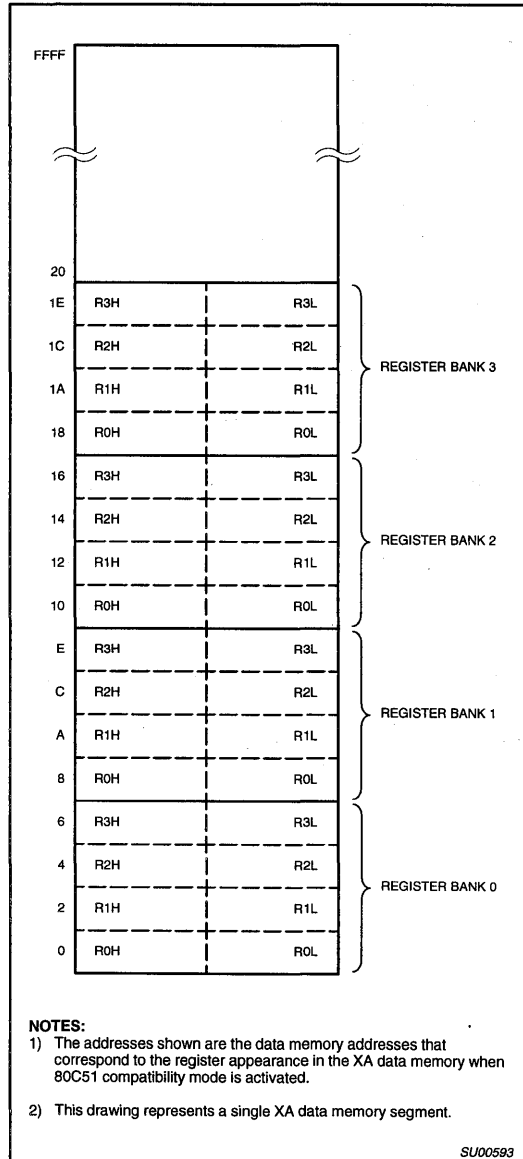 FFFF
20
1E R3H R3L
1C R2H R2L
REGISTER BANK 3
1A R1H R1L
18 R0H R0L
16 R3H R3L
14 R2H R2L
REGISTER BANK 2
12 R1H R1L
10 R0H R0L
E R3H R3L
C R2H R2L
REGISTER BANK 1
A R1H R1L
8 R0H R0L
6 R3H R3L
4 R2H R2L
REGISTER BANK 0
2 R1H R1L
0 R0H R0L
NOTES:
1) The addresses shown are the data memory addresses that
correspond to the register appearance in the XA data memory when
80C51 compatibility mode is activated.
2) This drawing represents a single XA data memory segment.
SU00593